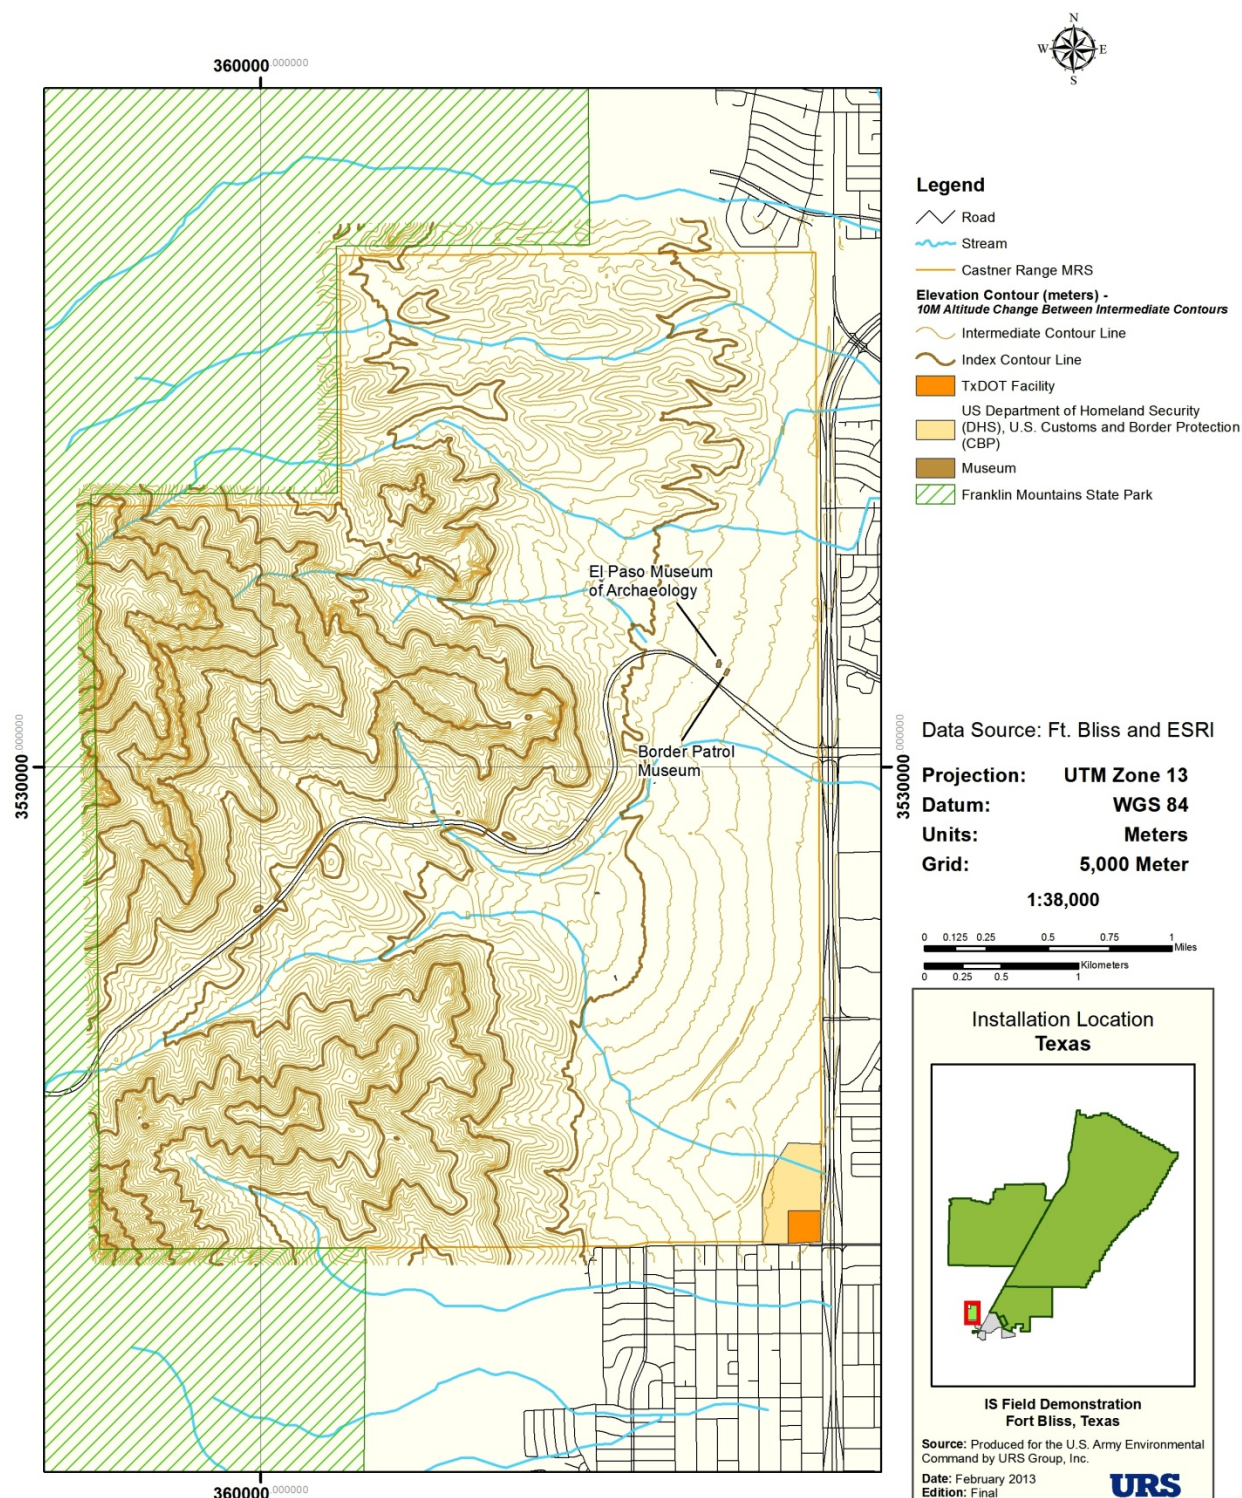 N
W E
S
360000.000000
Legend
Road
Stream
Castner Range MRS
Elevation Contour (meters) -
10M Altitude Change Between Intermediate Contours
Intermediate Contour Line
Index Contour Line
TxDOT Facility
US Department of Homeland Security
(DHS), U.S. Customs and Border Protection
(CBP)
Museum
Franklin Mountains State Park
El Paso Museum
of Archaeology
Border Patrol
Museum
3530000.000000
3530000.000000
Data Source: Ft. Bliss and ESRI
Projection: UTM Zone 13
Datum: WGS 84
Units: Meters
Grid: 5,000 Meter
1:38,000
0 0.125 0.25 0.5 0.75 1
Miles
Kilometers
0 0.25 0.5 1
Installation Location
Texas
IS Field Demonstration
Fort Bliss, Texas
Source: Produced for the U.S. Army Environmental
Command by URS Group, Inc.
Date: February 2013
Edition: Final
URS
360000.000000